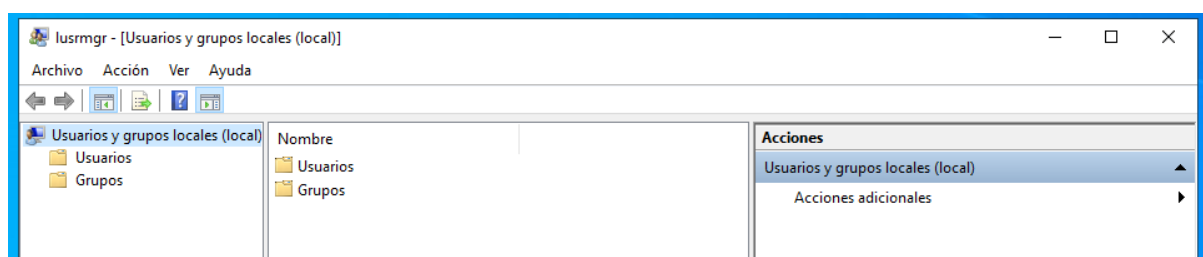 lusrmgr - [Usuarios y grupos locales (local)]
Archivo Acción Ver Ayuda
Usuarios y grupos locales (local)
Usuarios
Grupos
Nombre
Usuarios
Grupos
Acciones
Usuarios y grupos locales (local)
Acciones adicionales